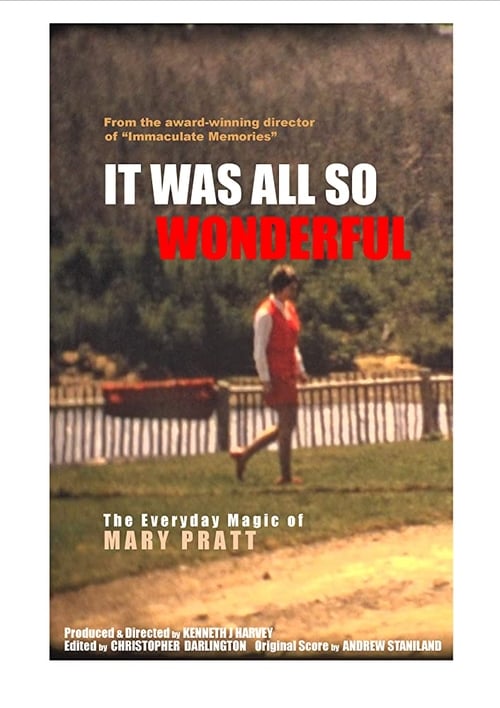 From the award-winning director
of "Immaculate Memories"
IT WAS ALL SO
WONDERFUL
The Everyday Magic of
MARY PRATT
Produced & Directed by KENNETH J HARVEY
Edited by CHRISTOPHER DARLINGTON Original Score by ANDREW STANILAND